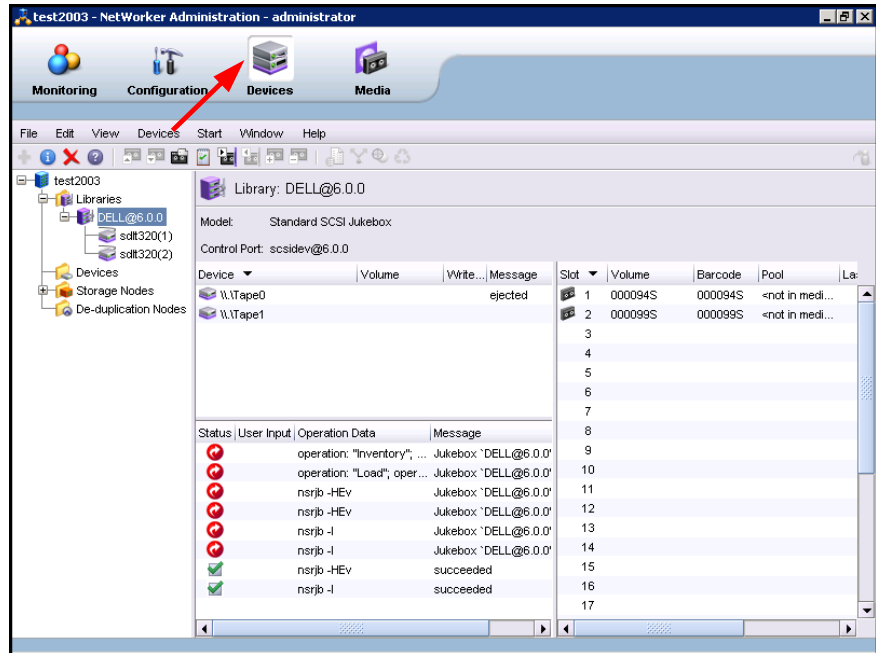 test2003 - NetWorker Administration - administrator
Monitoring Configuration Devices Media
File Edit View Devices Start Window Help
test2003
Libraries
DELL@6.0.0
sdlt320(1)
sdlt320(2)
Devices
Storage Nodes
De-duplication Nodes
Library: DELL@6.0.0
Model: Standard SCSI Jukebox
Control Port: scsidev@6.0.0
Device Volume Write... Message
\\.\Tape0 ejected
\\.\Tape1
Slot Volume Barcode Pool La
1 000094S 000094S <not in medi...
2 000099S 000099S <not in medi...
3
4
5
6
7
8
9
10
11
12
13
14
15
16
17
Status User Input Operation Data Message
operation: "Inventory"; ... Jukebox `DELL@6.0.0'
operation: "Load"; oper... Jukebox `DELL@6.0.0'
nsrjb -HEv Jukebox `DELL@6.0.0'
nsrjb -HEv Jukebox `DELL@6.0.0'
nsrjb -I Jukebox `DELL@6.0.0'
nsrjb -I Jukebox `DELL@6.0.0'
nsrjb -HEv succeeded
nsrjb -I succeeded